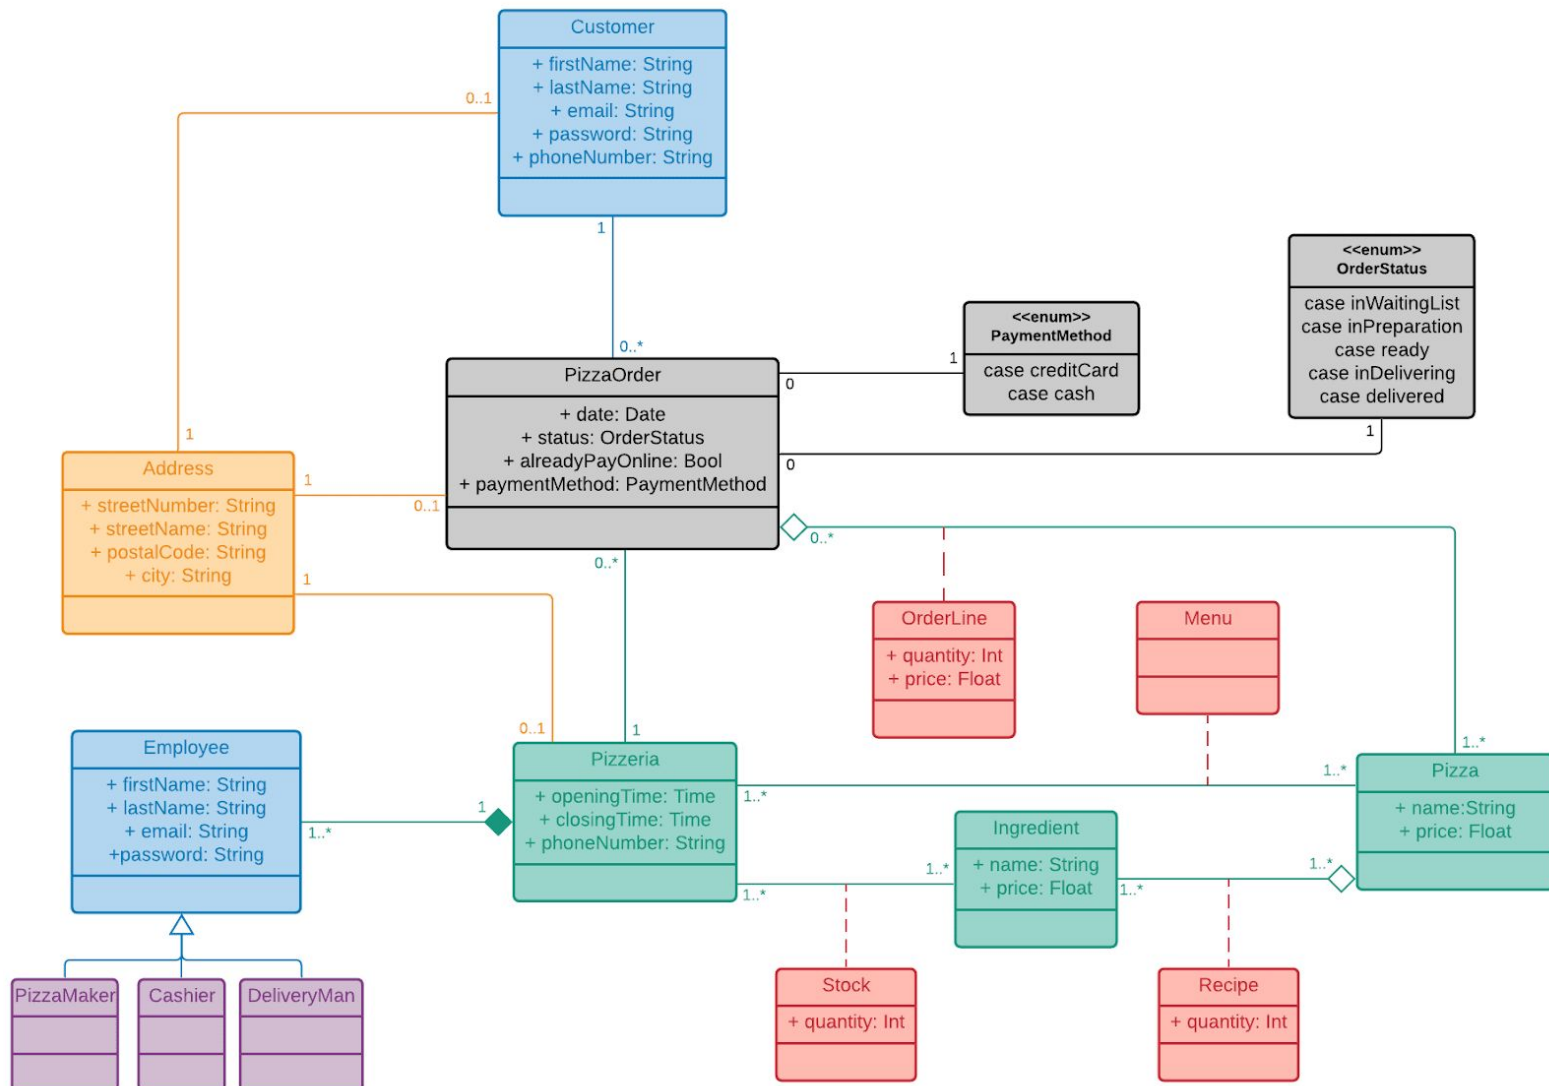 Customer
+ firstName: String
+ lastName: String
+ email: String
+ password: String
+ phoneNumber: String
0..1
1
0..*
1
<<enum>>
OrderStatus
case inWaitingList
case inPreparation
case ready
case inDelivering
case delivered
1
<<enum>>
PaymentMethod
case creditCard
case cash
1
0
PizzaOrder
+ date: Date
+ status: OrderStatus
+ alreadyPayOnline: Bool
+ paymentMethod: PaymentMethod
0
0..*
Address
+ streetNumber: String
+ streetName: String
+ postalCode: String
+ city: String
1
0..1
1
0..1
0..*
1
OrderLine
+ quantity: Int
+ price: Float
Menu
1..*
Employee
+ firstName: String
+ lastName: String
+ email: String
+password: String
1..*
1
Pizzeria
+ openingTime: Time
+ closingTime: Time
+ phoneNumber: String
1..*
1..*
Pizza
+ name:String
+ price: Float
1..*
1..*
Ingredient
+ name: String
+ price: Float
1..*
1..*
PizzaMaker
Cashier
DeliveryMan
Stock
+ quantity: Int
Recipe
+ quantity: Int